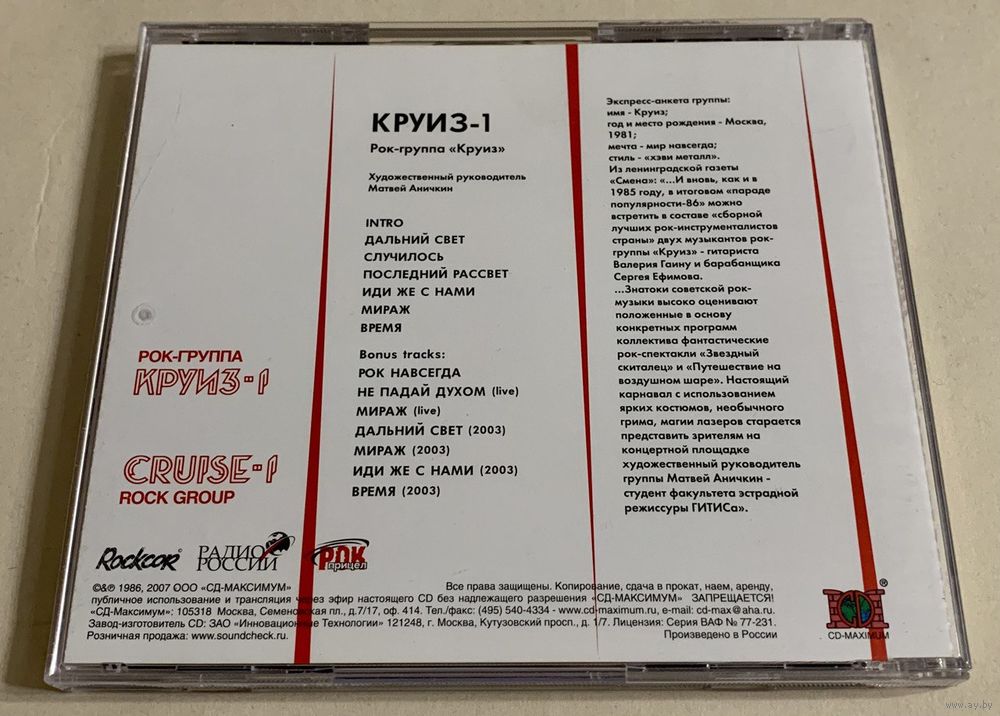 КРУИЗ-1
Рок-группа «Круиз»
Художественный руководитель
Матвей Аничкин
INTRO
ДАЛЬНИЙ СВЕТ
СЛУЧИЛОСЬ
ПОСЛЕДНИЙ РАССВЕТ
ИДИ ЖЕ С НАМИ
МИРАЖ
ВРЕМЯ
Bonus tracks:
РОК НАВСЕГДА
НЕ ПАДАЙ ДУХОМ (live)
МИРАЖ (live)
ДАЛЬНИЙ СВЕТ (2003)
МИРАЖ (2003)
ИДИ ЖЕ С НАМИ (2003)
ВРЕМЯ (2003)
Экспресс-анкета группы:
имя - Круиз;
год и место рождения - Москва,
1981;
мечта - мир навсегда;
стиль - «хэви металл».
Из ленинградской газеты
«Смена»: «...И вновь, как и в
1985 году, в итоговом «параде
популярности-86» можно
встретить в составе «сборной
лучших рок-инструменталистов
страны» двух музыкантов рок-
группы «Круиз» - гитариста
Валерия Гаину и барабанщика
Сергея Ефимова.
...Знатоки советской рок-
музыки высоко оценивают
положенные в основу
конкретных программ
коллектива фантастические
рок-спектакли «Звездный
скиталец» и «Путешествие на
воздушном шаре». Настоящий
карнавал с использованием
ярких костюмов, необычного
грима, магии лазеров старается
представить зрителям на
концертной площадке
художественный руководитель
группы Матвей Аничкин -
студент факультета эстрадной
режиссуры ГИТИСа».
РОК-ГРУППА
КРУИЗ-1
CRUISE-1
ROCK GROUP
Rockcor®
РАДИО РОССИИ
РОК прицел
©&℗ 1986, 2007 ООО «СД-МАКСИМУМ» Все права защищены. Копирование, сдача в прокат, наем, аренду,
публичное использование и трансляция через эфир настоящего CD без надлежащего разрешения «СД-МАКСИМУМ» ЗАПРЕЩАЕТСЯ!
«СД-Максимум»: 105318 Москва, Семеновская пл., д.7/17, оф. 414. Тел./факс: (495) 540-4334 - www.cd-maximum.ru, e-mail: cd-max@aha.ru.
Завод-изготовитель CD: ЗАО «Инновационные Технологии» 121248, г. Москва, Кутузовский просп., д. 1/7. Лицензия: Серия ВАФ № 77-231.
Розничная продажа: www.soundcheck.ru. Произведено в России
®
CD-MAXIMUM
www.ay.by